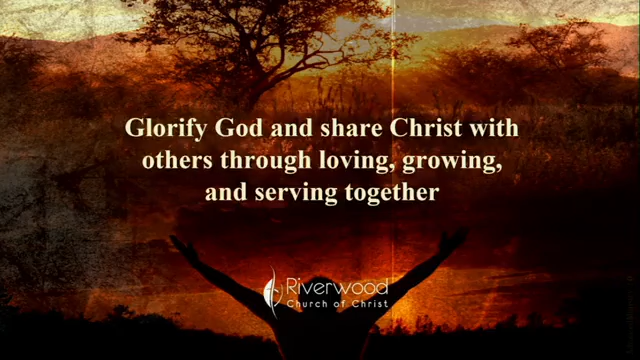 Glorify God and share Christ with
others through loving, growing,
and serving together
Riverwood
Church of Christ